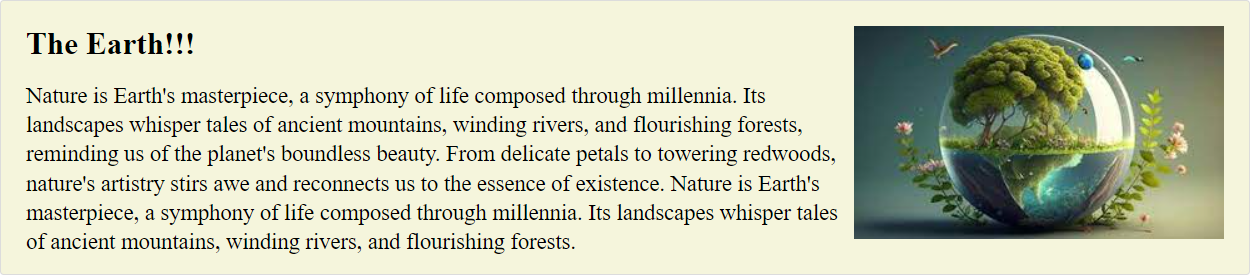 The Earth!!!
Nature is Earth's masterpiece, a symphony of life composed through millennia. Its
landscapes whisper tales of ancient mountains, winding rivers, and flourishing forests,
reminding us of the planet's boundless beauty. From delicate petals to towering redwoods,
nature's artistry stirs awe and reconnects us to the essence of existence. Nature is Earth's
masterpiece, a symphony of life composed through millennia. Its landscapes whisper tales
of ancient mountains, winding rivers, and flourishing forests.